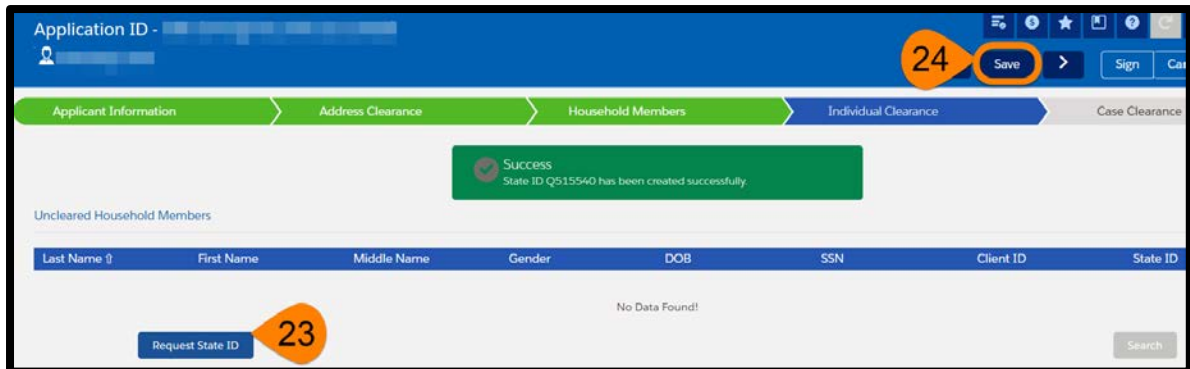 Application ID -
24
Save
Sign
Applicant Information
Address Clearance
Household Members
Individual Clearance
Case Clearance
Success
State ID Q515540 has been created successfully.
Uncleared Household Members
Last Name ⇧ First Name Middle Name Gender DOB SSN Client ID State ID
No Data Found!
Request State ID
23
Search